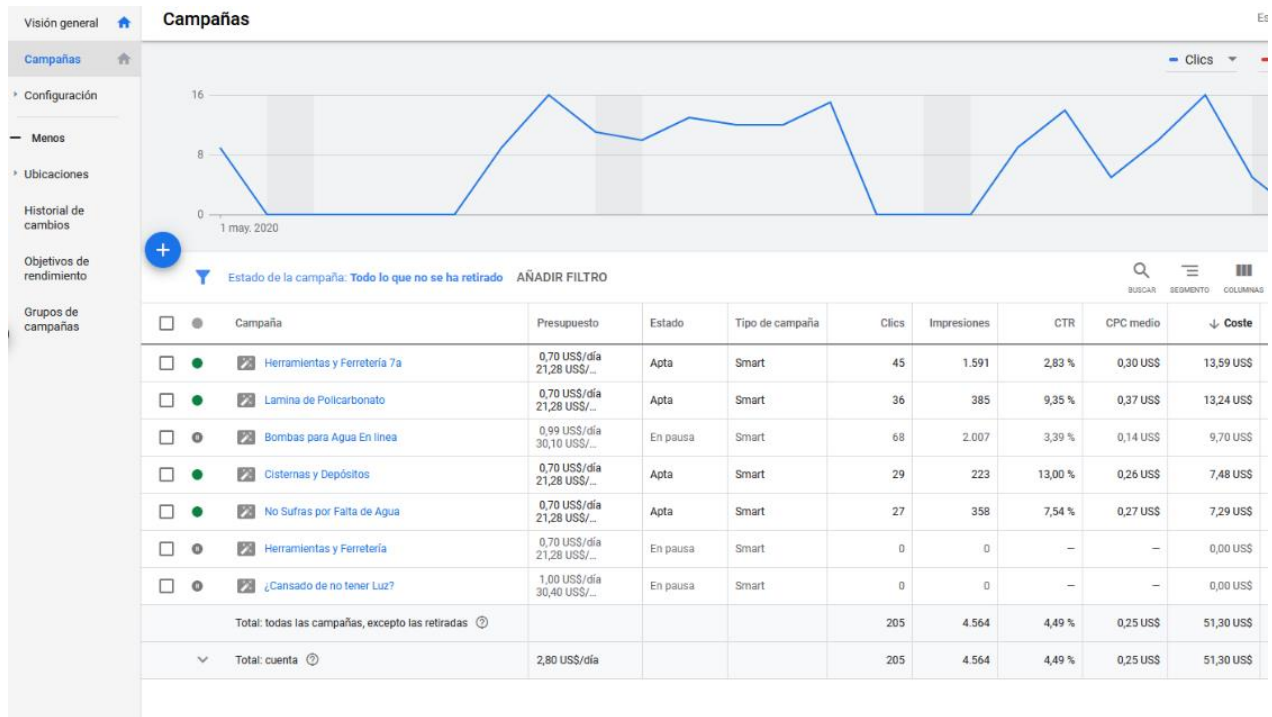 Visión general
Campañas
Configuración
Menos
Ubicaciones
Historial de
cambios
Objetivos de
rendimiento
Grupos de
campañas
Campañas
Es
Clics
16
8
0
1 may. 2020
Estado de la campaña: Todo lo que no se ha retirado AÑADIR FILTRO
BUSCAR SEGMENTO COLUMNAS
Campaña Presupuesto Estado Tipo de campaña Clics Impresiones CTR CPC medio Coste
Herramientas y Ferretería 7a 0,70 US$/día 21,28 US$/... Apta Smart 45 1.591 2,83 % 0,30 US$ 13,59 US$
Lamina de Policarbonato 0,70 US$/día 21,28 US$/... Apta Smart 36 385 9,35 % 0,37 US$ 13,24 US$
Bombas para Agua En linea 0,99 US$/día 30,10 US$/... En pausa Smart 68 2.007 3,39 % 0,14 US$ 9,70 US$
Cisternas y Depósitos 0,70 US$/día 21,28 US$/... Apta Smart 29 223 13,00 % 0,26 US$ 7,48 US$
No Sufras por Falta de Agua 0,70 US$/día 21,28 US$/... Apta Smart 27 358 7,54 % 0,27 US$ 7,29 US$
Herramientas y Ferretería 0,70 US$/día 21,28 US$/... En pausa Smart 0 0 – – 0,00 US$
¿Cansado de no tener Luz? 1,00 US$/día 30,40 US$/... En pausa Smart 0 0 – – 0,00 US$
Total: todas las campañas, excepto las retiradas 205 4.564 4,49 % 0,25 US$ 51,30 US$
Total: cuenta 2,80 US$/día 205 4.564 4,49 % 0,25 US$ 51,30 US$